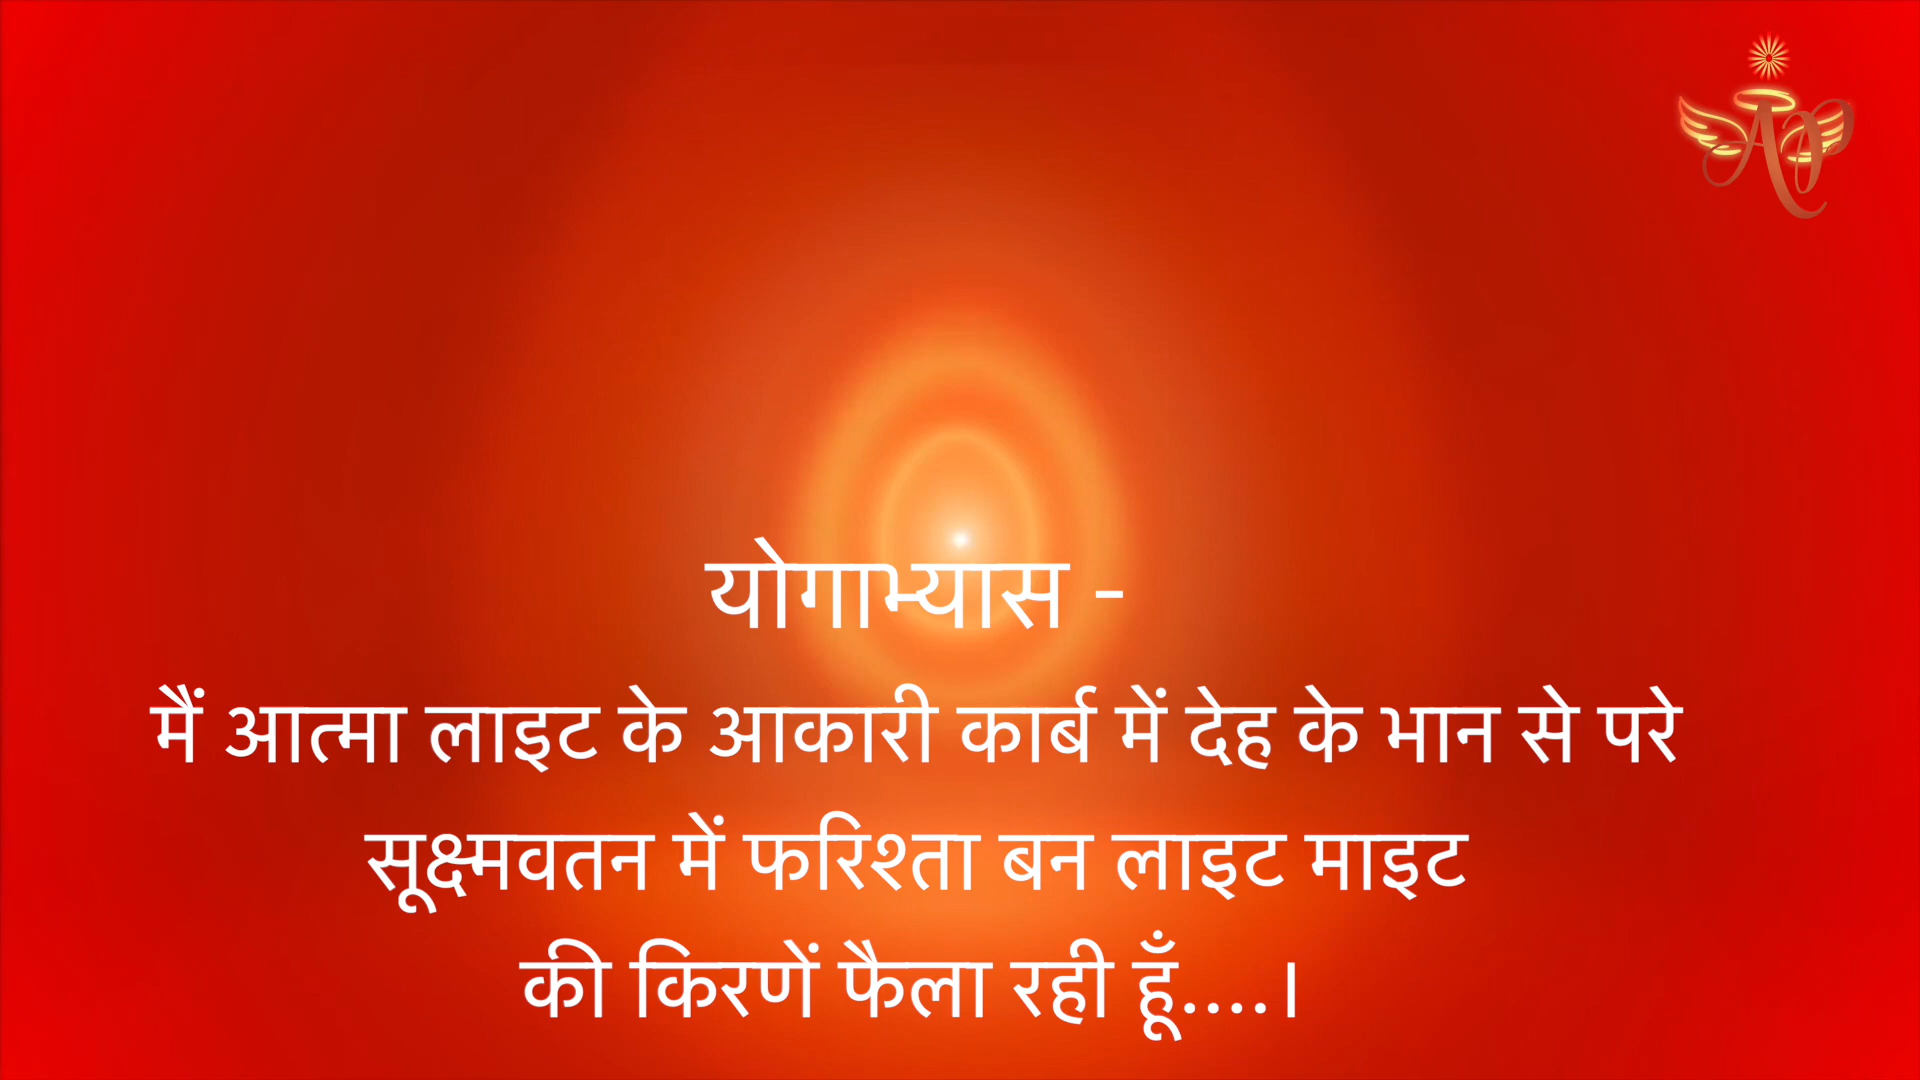 योगाभ्यास -
मैं आत्मा लाइट के आकारी कार्ब में देह के भान से परे
सूक्ष्मवतन में फरिश्ता बन लाइट माइट
की किरणें फैला रही हूँ....।